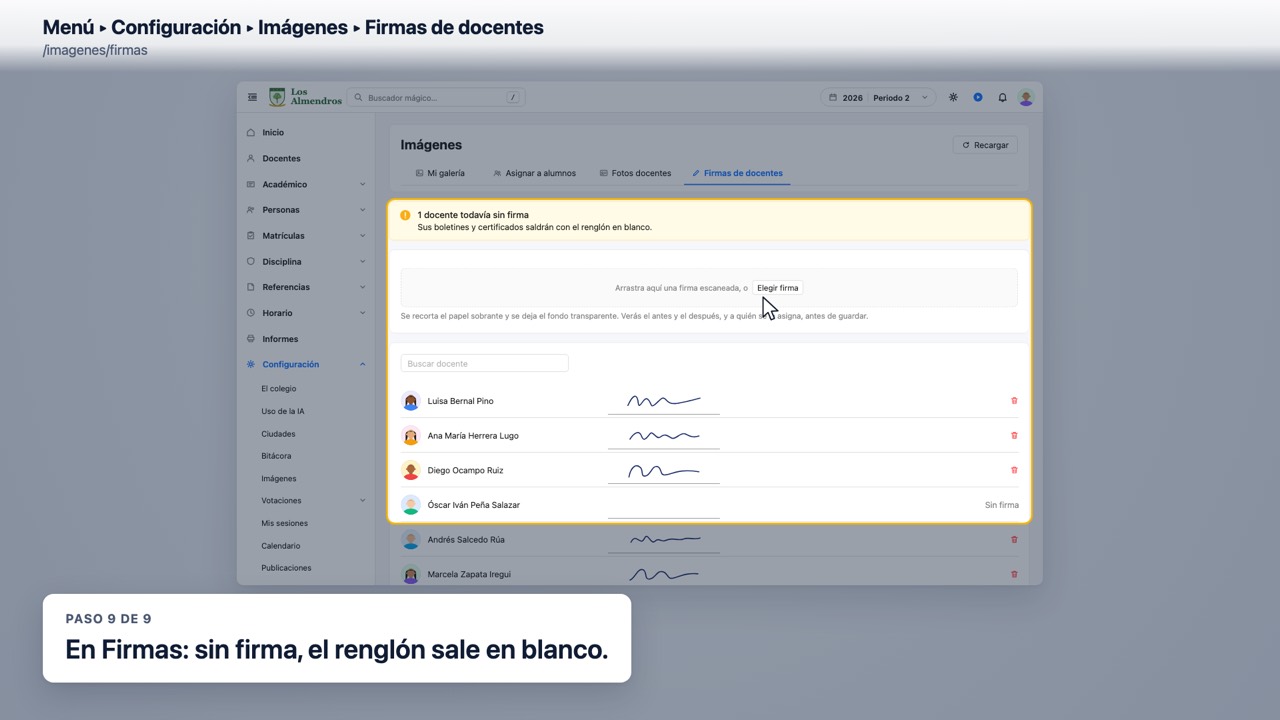 Menú ▸ Configuración ▸ Imágenes ▸ Firmas de docentes
/imagenes/firmas
Los Almendros
Buscador mágico...
/
2026
Periodo 2
Inicio
Docentes
Académico
Personas
Matrículas
Disciplina
Referencias
Horario
Informes
Configuración
El colegio
Uso de la IA
Ciudades
Bitácora
Imágenes
Votaciones
Mis sesiones
Calendario
Publicaciones
Imágenes
Recargar
Mi galería
Asignar a alumnos
Fotos docentes
Firmas de docentes
1 docente todavía sin firma
Sus boletines y certificados saldrán con el renglón en blanco.
Arrastra aquí una firma escaneada, o Elegir firma
Se recorta el papel sobrante y se deja el fondo transparente. Verás el antes y el después, y a quién asigna, antes de guardar.
Buscar docente
Luisa Bernal Pino
Ana María Herrera Lugo
Diego Ocampo Ruiz
Óscar Iván Peña Salazar
Sin firma
Andrés Salcedo Rúa
Marcela Zapata Iregui
PASO 9 DE 9
En Firmas: sin firma, el renglón sale en blanco.